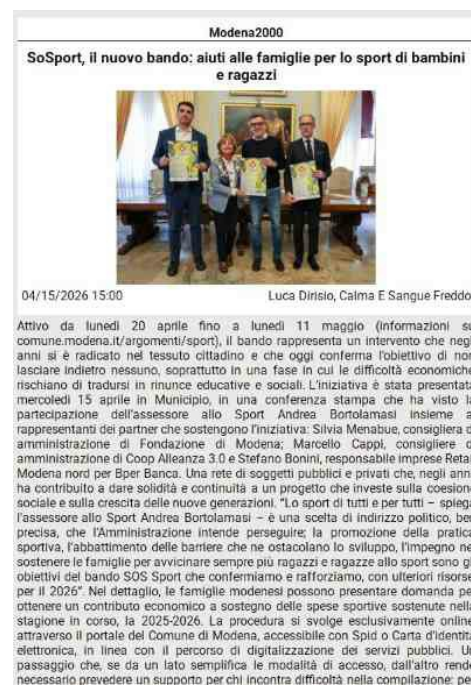 Modena2000
SoSport, il nuovo bando: aiuti alle famiglie per lo sport di bambini
e ragazzi
04/15/2026 15:00 Luca Dirisio, Calma E Sangue Freddo
Attivo da lunedì 20 aprile fino a lunedì 11 maggio (informazioni su
comune.modena.it/argomenti/sport), il bando rappresenta un intervento che negl
anni si è radicato nel tessuto cittadino e che oggi conferma l'obiettivo di non
lasciare indietro nessuno, soprattutto in una fase in cui le difficoltà economiche
rischiano di tradursi in rinunce educative e sociali. L'iniziativa è stata presentata
mercoledì 15 aprile in Municipio, in una conferenza stampa che ha visto la
partecipazione dell'assessore allo Sport Andrea Bortolamasi insieme a
rappresentanti dei partner che sostengono l'iniziativa: Silvia Menabue, consigliera d
amministrazione di Fondazione di Modena; Marcello Cappi, consigliere d
amministrazione di Coop Alleanza 3.0 e Stefano Bonini, responsabile imprese Retai
Modena nord per Bper Banca. Una rete di soggetti pubblici e privati che, negli anni
ha contribuito a dare solidità e continuità a un progetto che investe sulla coesione
sociale e sulla crescita delle nuove generazioni. "Lo sport di tutti e per tutti – spiega
l'assessore allo Sport Andrea Bortolamasi – è una scelta di indirizzo politico, ben
precisa, che l'Amministrazione intende perseguire; la promozione della pratica
sportiva, l'abbattimento delle barriere che ne ostacolano lo sviluppo, l'impegno nel
sostenere le famiglie per avvicinare sempre più ragazzi e ragazze allo sport sono gl
obiettivi del bando SOS Sport che confermiamo e rafforziamo, con ulteriori risorse
per il 2026". Nel dettaglio, le famiglie modenesi possono presentare domanda per
ottenere un contributo economico a sostegno delle spese sportive sostenute nella
stagione in corso, la 2025-2026. La procedura si svolge esclusivamente online
attraverso il portale del Comune di Modena, accessibile con Spid o Carta d'identità
elettronica, in linea con il percorso di digitalizzazione dei servizi pubblici. Un
passaggio che, se da un lato semplifica le modalità di accesso, dall'altro rende
necessario prevedere un supporto per chi incontra difficoltà nella compilazione: per